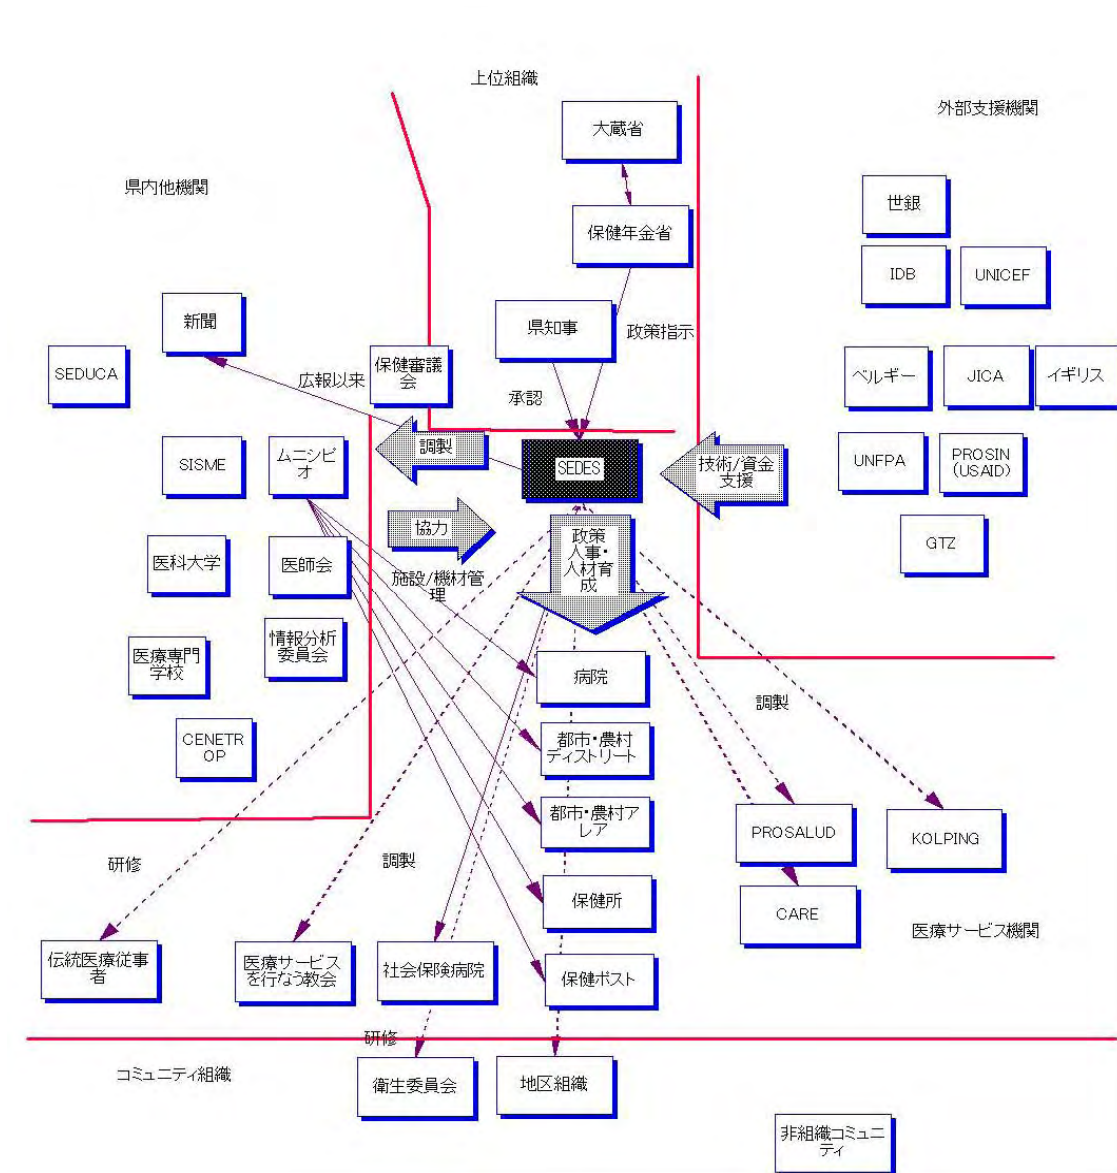 上位組織
大蔵省
外部支援機関
県内他機関
世銀
保健年金省
IDB
UNICEF
新聞
県知事
政策指示
SEDUCA
広報以来
保健審議
会
ベルギー
JICA
イギリス
承認
調製
SISME
ムニシピ
オ
SEDES
技術/資金
支援
UNFPA
PROSIN
(USAID)
協力
政策
人事・
人材育
成
GTZ
医科大学
医師会
施設/機材管
理
情報分析
委員会
医療専門
学校
病院
調製
CENETR
OP
都市・農村
ディストリート
都市・農村ア
レア
PROSALUD
KOLPING
研修
調製
保健所
CARE
医療サービス機関
伝統医療従事
者
医療サービス
を行なう教会
社会保険病院
保健ポスト
研修
コミュニティ組織
衛生委員会
地区組織
非組織コミュニ
ティ